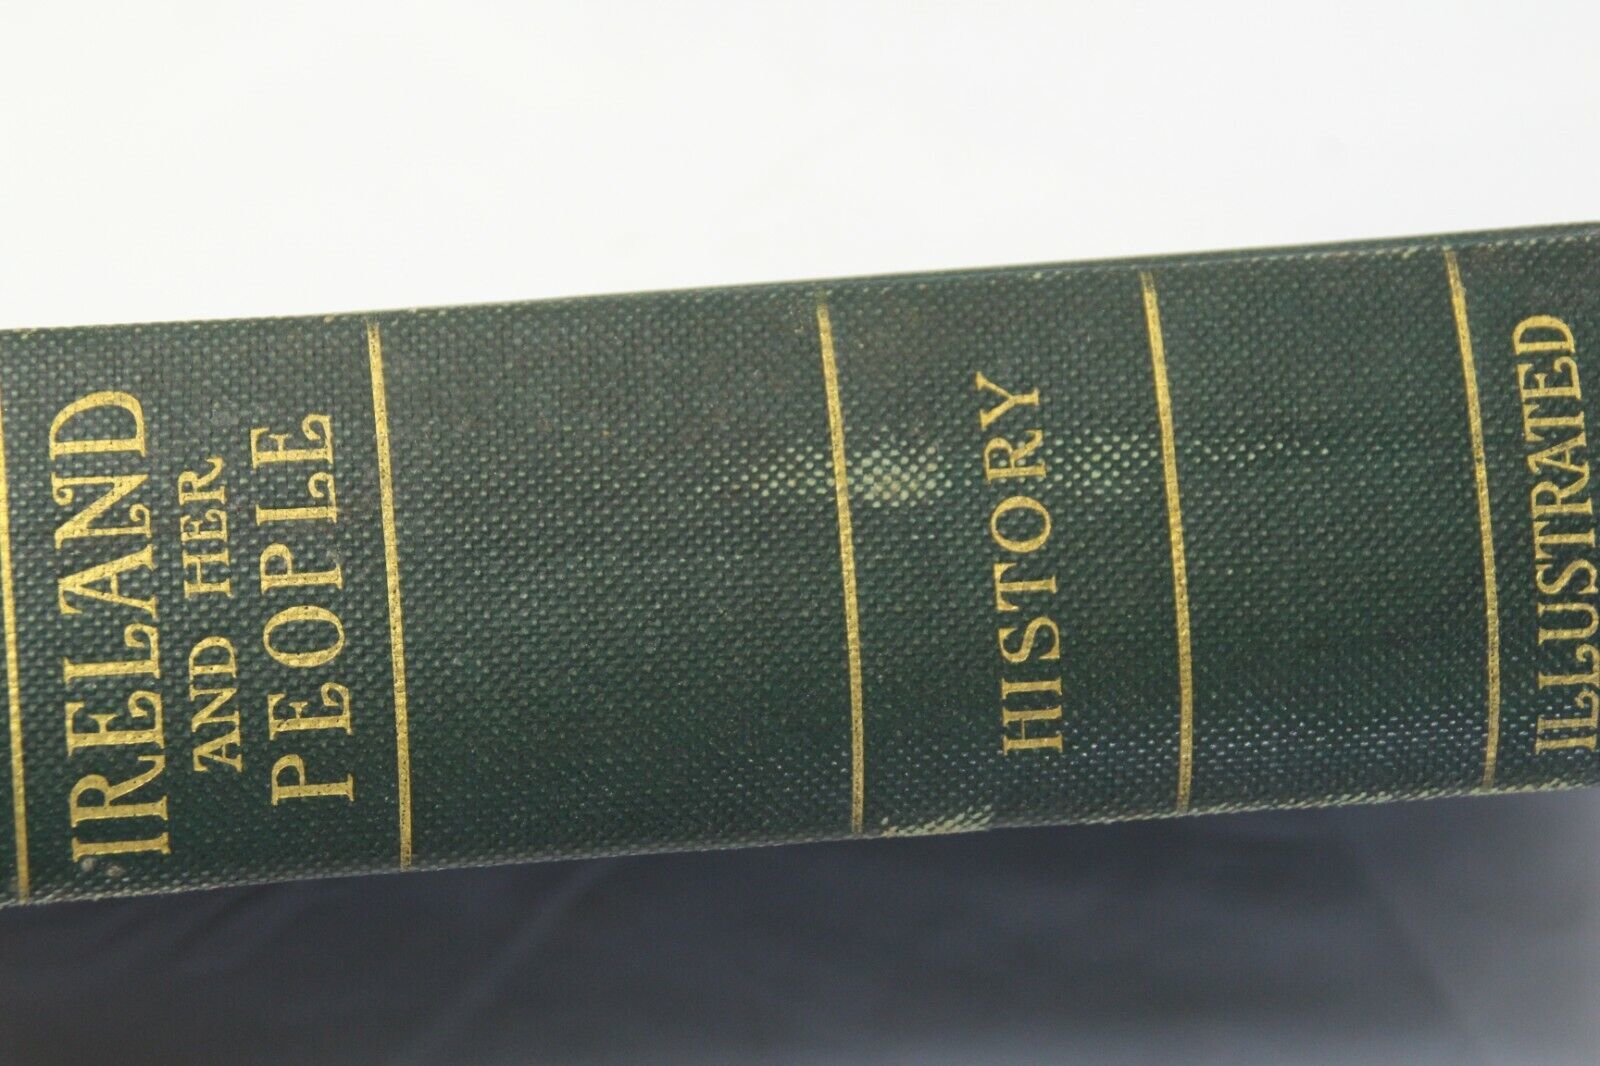 IRELAND
AND HER
PEOPLE
HISTORY
ILLUSTRATED